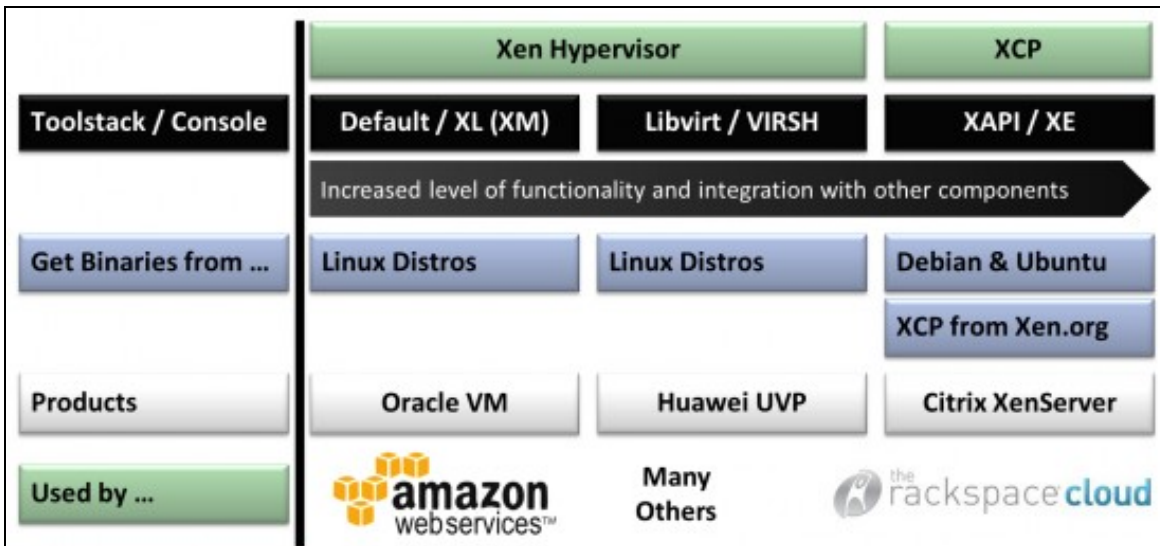 Xen Hypervisor
XCP
Toolstack / Console
Default / XL (XM)
Libvirt / VIRSH
XAPI / XE
Increased level of functionality and integration with other components
Get Binaries from ...
Linux Distros
Linux Distros
Debian & Ubuntu
XCP from Xen.org
Products
Oracle VM
Huawei UVP
Citrix XenServer
Used by ...
amazon
webservices™
Many
Others
the
rackspace cloud